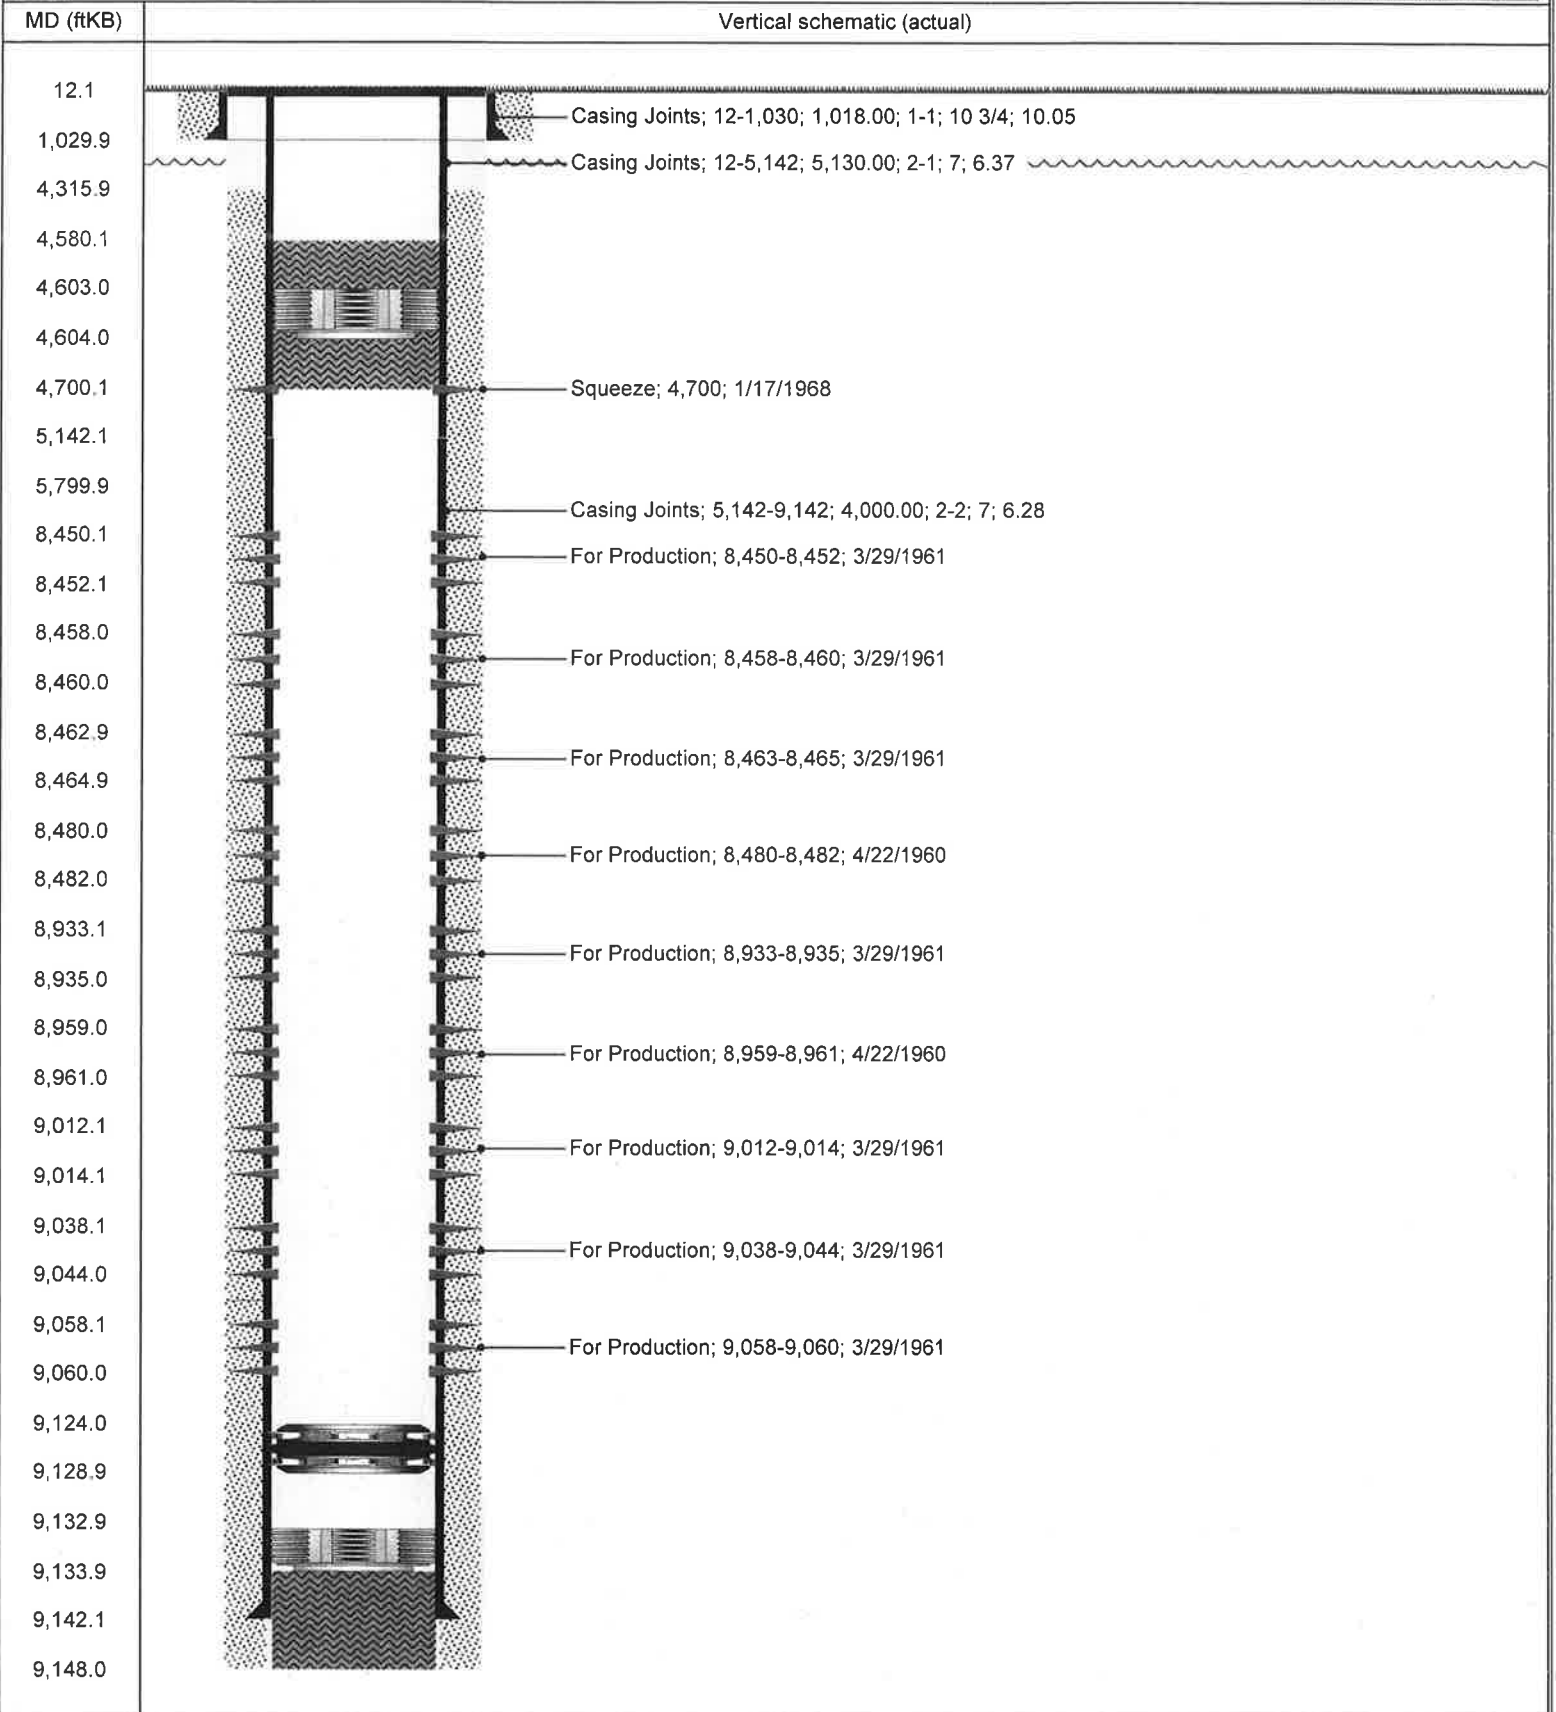 MD (ftKB)
Vertical schematic (actual)
12.1
Casing Joints; 12-1,030; 1,018.00; 1-1; 10 3/4; 10.05
1,029.9
Casing Joints; 12-5,142; 5,130.00; 2-1; 7; 6.37
4,315.9
4,580.1
4,603.0
4,604.0
4,700.1
Squeeze; 4,700; 1/17/1968
5,142.1
5,799.9
Casing Joints; 5,142-9,142; 4,000.00; 2-2; 7; 6.28
8,450.1
For Production; 8,450-8,452; 3/29/1961
8,452.1
8,458.0
For Production; 8,458-8,460; 3/29/1961
8,460.0
8,462.9
For Production; 8,463-8,465; 3/29/1961
8,464.9
8,480.0
For Production; 8,480-8,482; 4/22/1960
8,482.0
8,933.1
For Production; 8,933-8,935; 3/29/1961
8,935.0
8,959.0
For Production; 8,959-8,961; 4/22/1960
8,961.0
9,012.1
For Production; 9,012-9,014; 3/29/1961
9,014.1
9,038.1
For Production; 9,038-9,044; 3/29/1961
9,044.0
9,058.1
For Production; 9,058-9,060; 3/29/1961
9,060.0
9,124.0
9,128.9
9,132.9
9,133.9
9,142.1
9,148.0